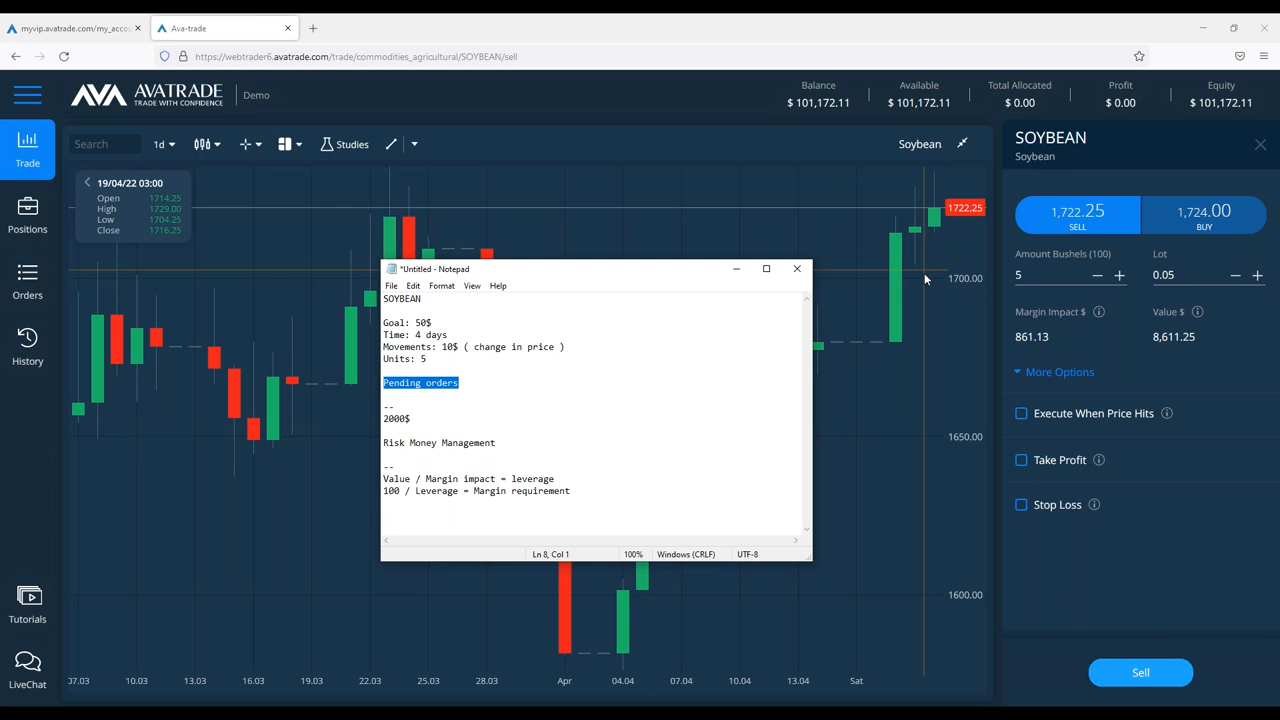 myvip.avatrade.com/my_accou
Ava-trade
https://webtrader6.avatrade.com/trade/commodities_agricultural/SOYBEAN/sell
AVA AVATRADE
TRADE WITH CONFIDENCE
Demo
Balance
$ 101,172.11
Available
$ 101,172.11
Total Allocated
$ 0.00
Profit
$ 0.00
Equity
$ 101,172.11
Trade
Positions
Orders
History
Tutorials
LiveChat
Search
1d
Studies
Soybean
19/04/22 03:00
Open 1714.25
High 1729.00
Low 1704.25
Close 1716.25
1722.25
1700.00
1650.00
1600.00
*Untitled - Notepad
File Edit Format View Help
SOYBEAN
Goal: 50$
Time: 4 days
Movements: 10$ ( change in price )
Units: 5
Pending orders
--
2000$
Risk Money Management
--
Value / Margin impact = leverage
100 / Leverage = Margin requirement
Ln 8, Col 1
100%
Windows (CRLF)
UTF-8
07.03 10.03 13.03 16.03 19.03 22.03 25.03 28.03 Apr 04.04 07.04 10.04 13.04 Sat
SOYBEAN
Soybean
1,722.25
SELL
1,724.00
BUY
Amount Bushels (100)
5
Lot
0.05
Margin Impact $
861.13
Value $
8,611.25
More Options
Execute When Price Hits
Take Profit
Stop Loss
Sell